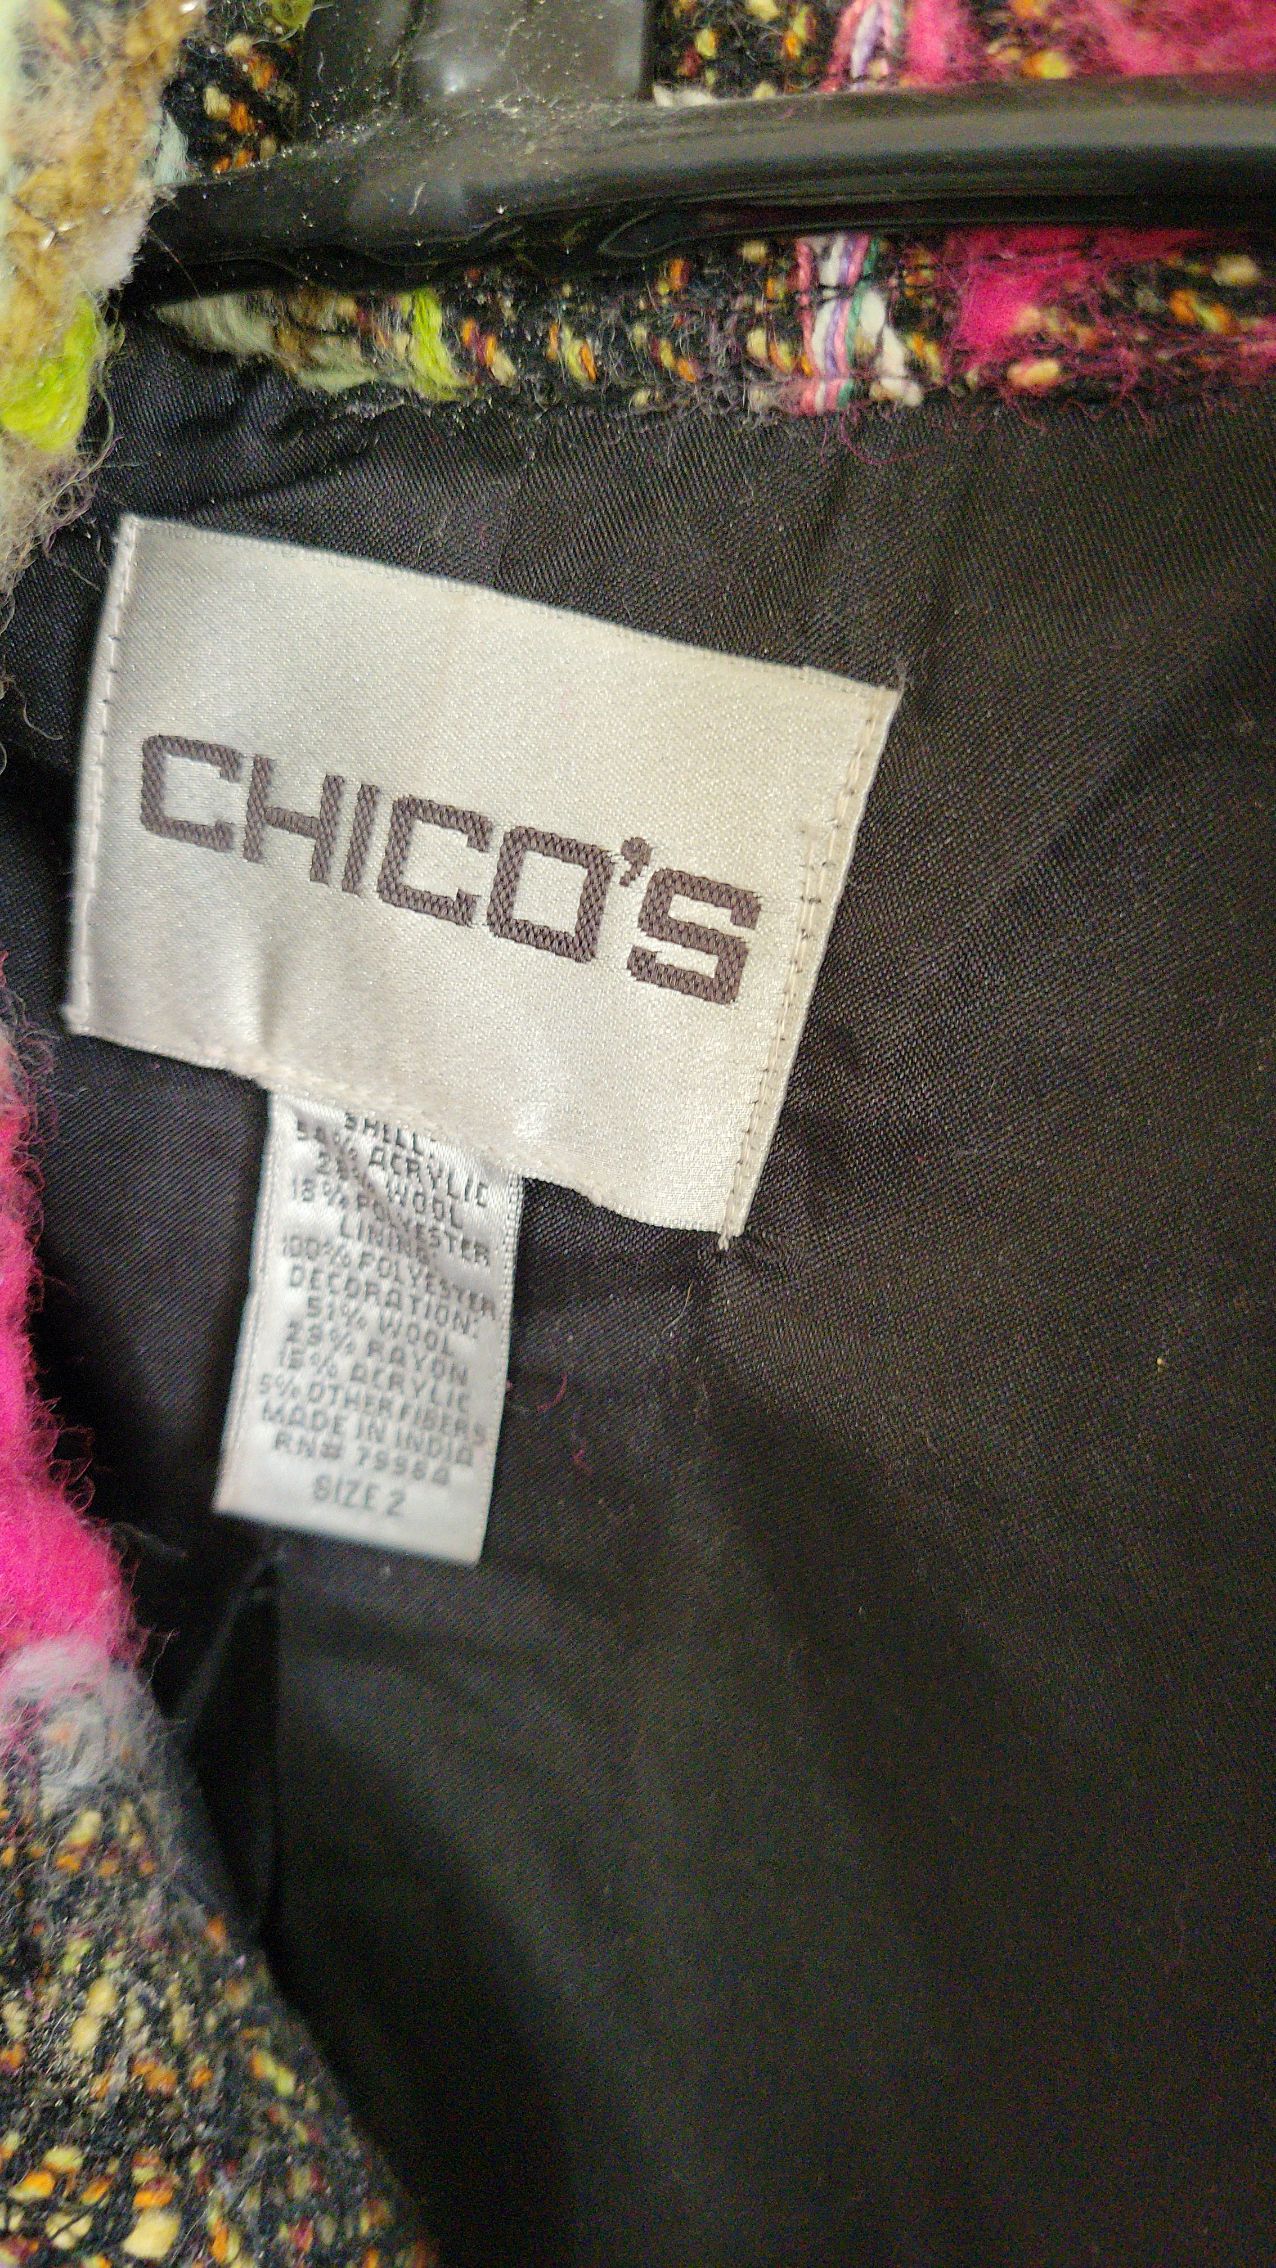 CHICO'S
SHELL:
ACRYLIC
WOOL
18% POLYESTER
LINING
100% POLYESTER
DECORATION:
51% WOOL
29% RAYON
15% ACRYLIC
5% OTHER FIBERS
MADE IN INDIA
RN# 79984
SIZE 2